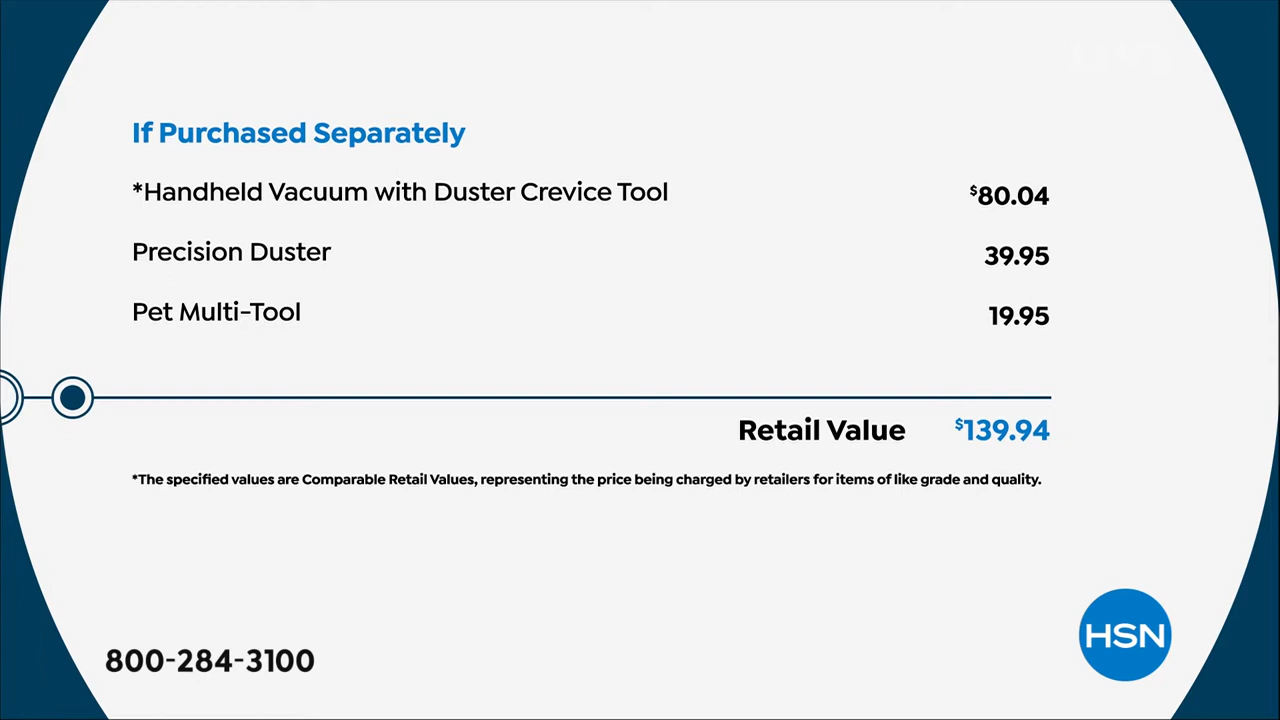 If Purchased Separately
*Handheld Vacuum with Duster Crevice Tool $80.04
Precision Duster 39.95
Pet Multi-Tool 19.95
Retail Value $139.94
*The specified values are Comparable Retail Values, representing the price being charged by retailers for items of like grade and quality.
800-284-3100
HSN